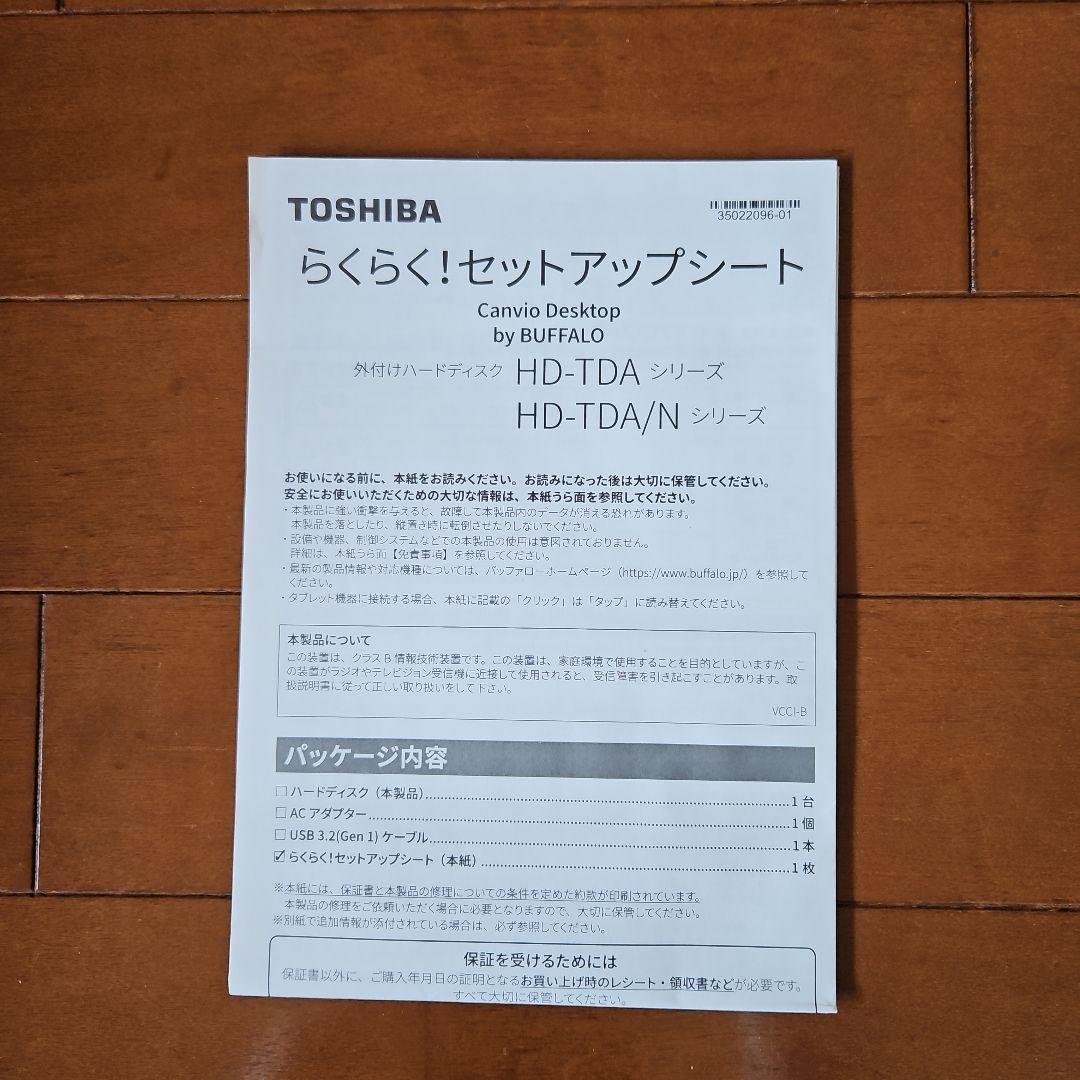 TOSHIBA
35022096-01
らくらく!セットアップシート
Canvio Desktop
by BUFFALO
外付けハードディスク HD-TDA シリーズ
HD-TDA/N シリーズ
お使いになる前に、本紙をお読みください。お読みになった後は大切に保管してください。
安全にお使いいただくための大切な情報は、本紙うら面を参照してください。
・本製品に強い衝撃を与えると、故障して本製品内のデータが消える恐れがあります。
本製品を落としたり、縦置き時に転倒させたりしないでください。
・設備や機器、制御システムなどでの本製品の使用は意図されておりません。
詳細は、本紙うら面【免責事項】を参照してください。
・最新の製品情報や対応機種については、バッファローホームページ(https://www.buffalo.jp/)を参照して
ください。
・タブレット機器に接続する場合、本紙に記載の「クリック」は「タップ」に読み替えてください。
本製品について
この装置は、クラスB情報技術装置です。この装置は、家庭環境で使用することを目的としていますが、こ
の装置がラジオやテレビジョン受信機に近接して使用されると、受信障害を引き起こすことがあります。取
扱説明書に従って正しい取り扱いをして下さい。
VCCI-B
パッケージ内容
□ハードディスク(本製品)..........1台
□ACアダプター..........1個
□USB 3.2(Gen 1) ケーブル..........1本
☑らくらく!セットアップシート(本紙)..........1枚
※本紙には、保証書と本製品の修理についての条件を定めた約款が印刷されています。
本製品の修理をご依頼いただく場合に必要となりますので、大切に保管してください。
※別紙で追加情報が添付されている場合は、必ず参照してください。
保証を受けるためには
保証書以外に、ご購入年月日の証明となるお買い上げ時のレシート・領収書などが必要です。
すべて大切に保管してください。